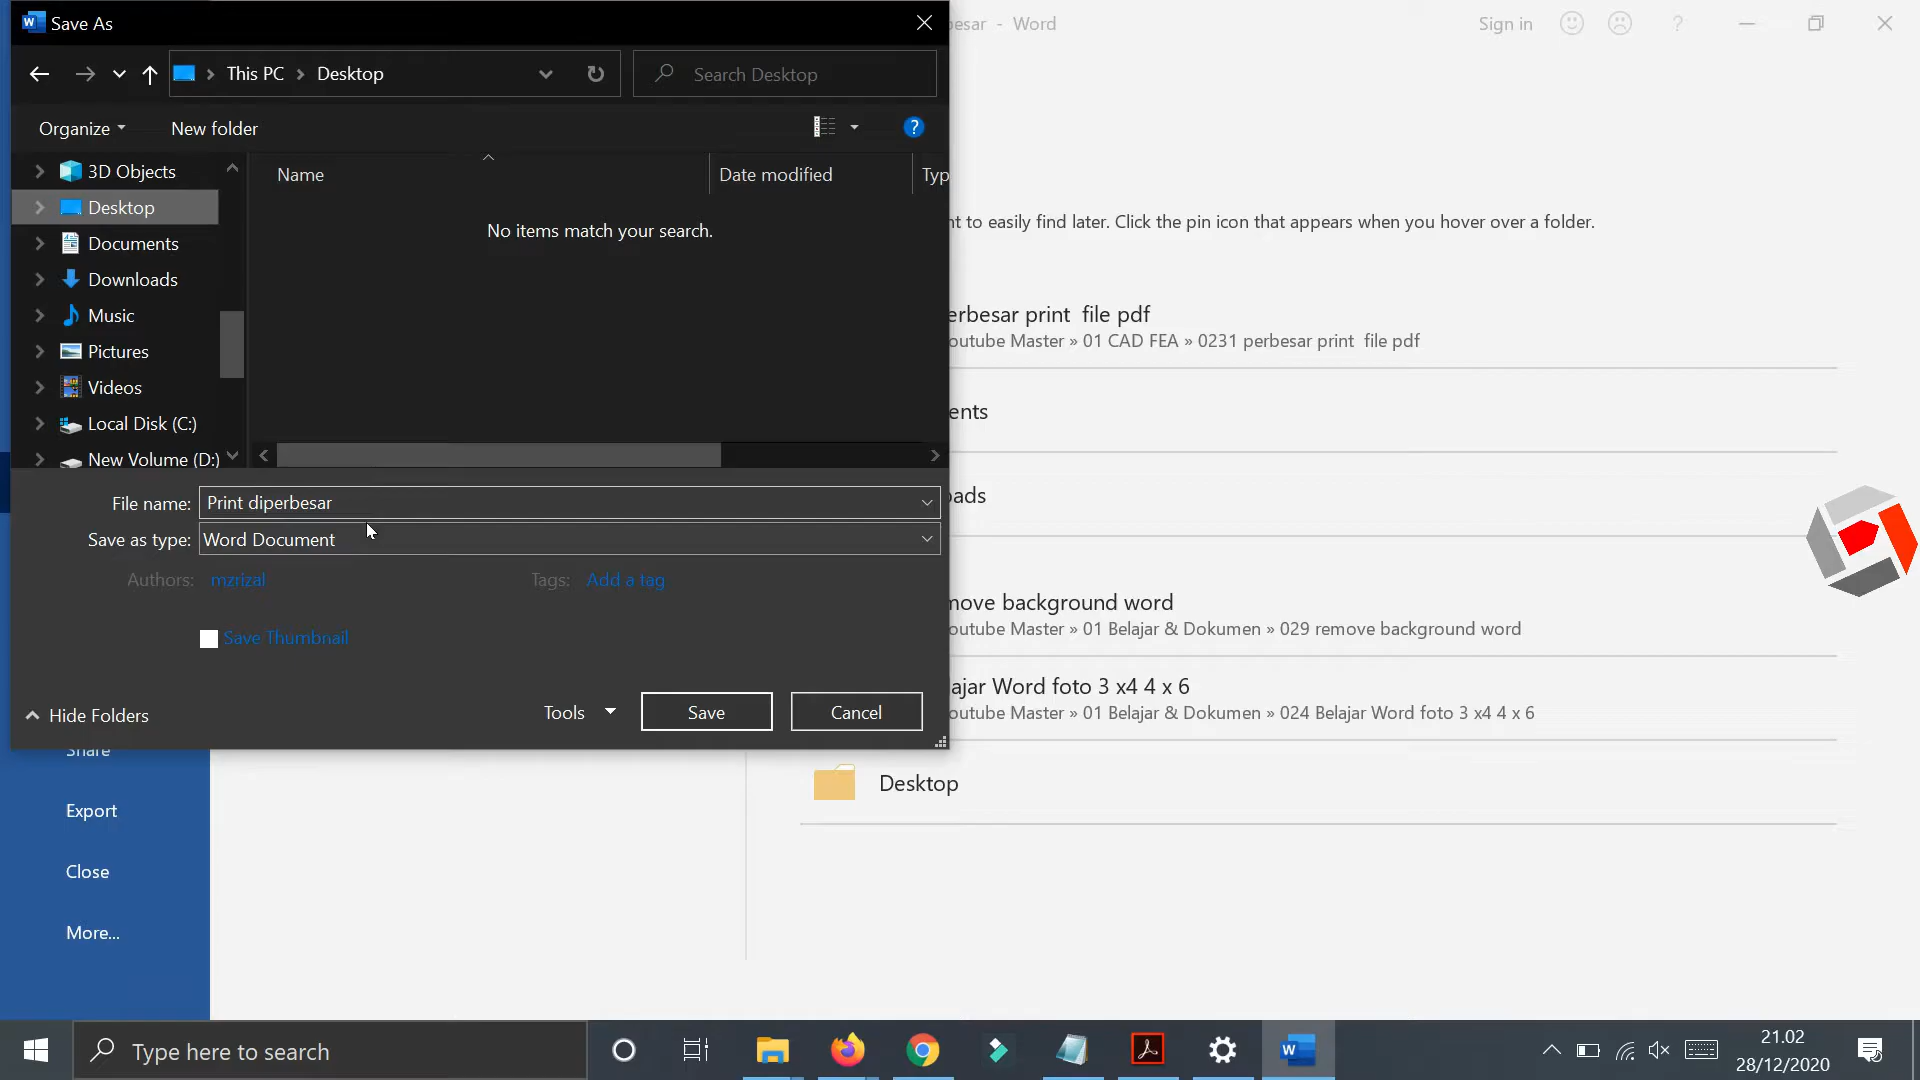 Save As
besar - Word
Sign in
This PC
Desktop
Search Desktop
Organize
New folder
3D Objects
Desktop
Documents
Downloads
Music
Pictures
Videos
Local Disk (C:)
New Volume (D:)
Name
Date modified
Typ
No items match your search.
File name: Print diperbesar
Save as type: Word Document
Authors: mzrizal
Tags: Add a tag
Save Thumbnail
Hide Folders
Tools
Save
Cancel
nt to easily find later. Click the pin icon that appears when you hover over a folder.
erbesar print file pdf
outube Master » 01 CAD FEA » 0231 perbesar print file pdf
ents
oads
move background word
outube Master » 01 Belajar & Dokumen » 029 remove background word
lajar Word foto 3 x4 4 x 6
outube Master » 01 Belajar & Dokumen » 024 Belajar Word foto 3 x4 4 x 6
Desktop
Share
Export
Close
More...
Type here to search
21.02
28/12/2020